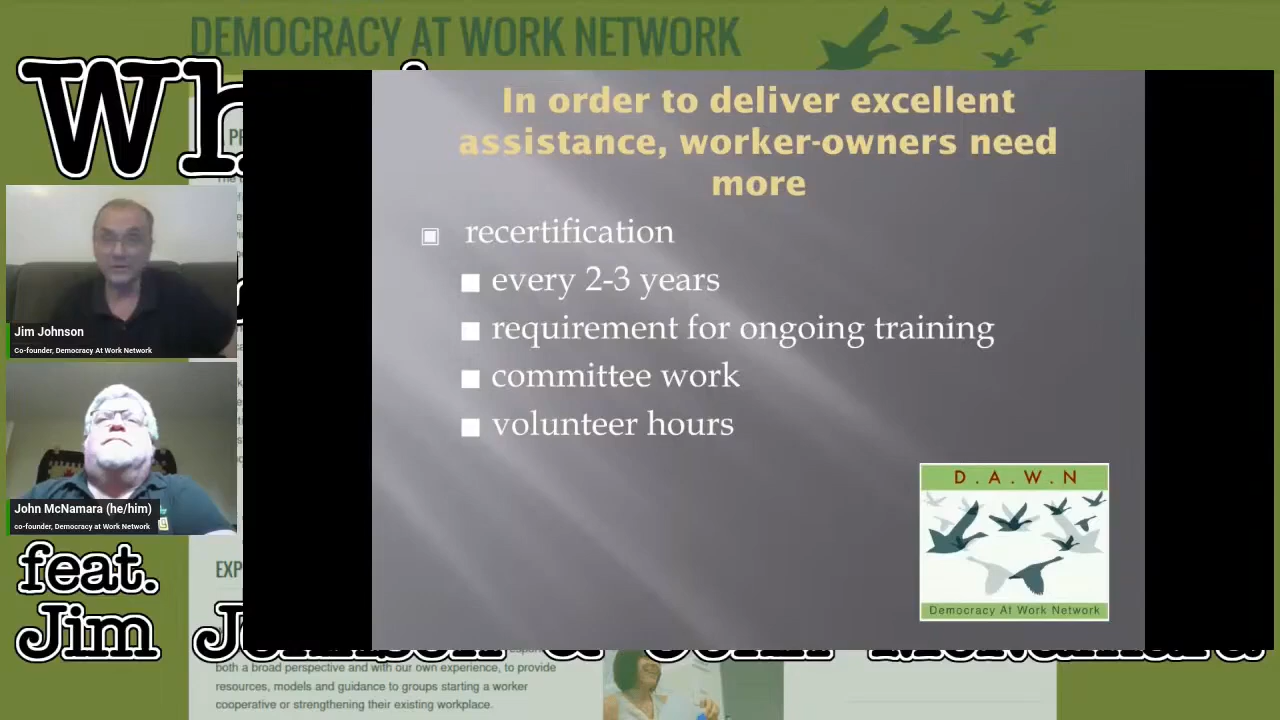 DEMOCRACY AT WORK NETWORK
Wh
In order to deliver excellent
assistance, worker-owners need
more
recertification
every 2-3 years
requirement for ongoing training
committee work
volunteer hours
D.A.W.N
Democracy At Work Network
Jim Johnson
Co-founder, Democracy At Work Network
John McNamara (he/him)
co-founder, Democracy at Work Network
feat.
Jim
EXP
both a broad perspective and with our own experience, to provide
resources, models and guidance to groups starting a worker
cooperative or strengthening their existing workplace.